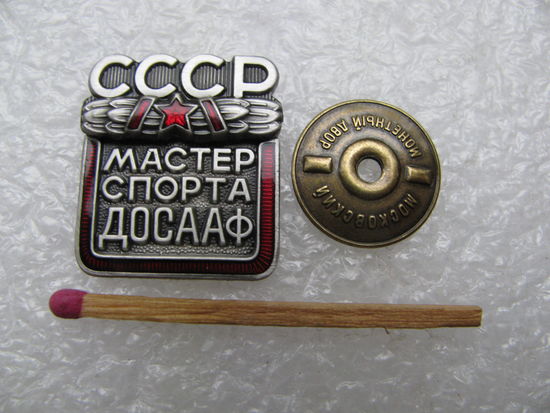 СССР
МАСТЕР
СПОРТА
ДОСААФ
МОСКОВСКИЙ
МОНЕТНЫЙ ДВОР